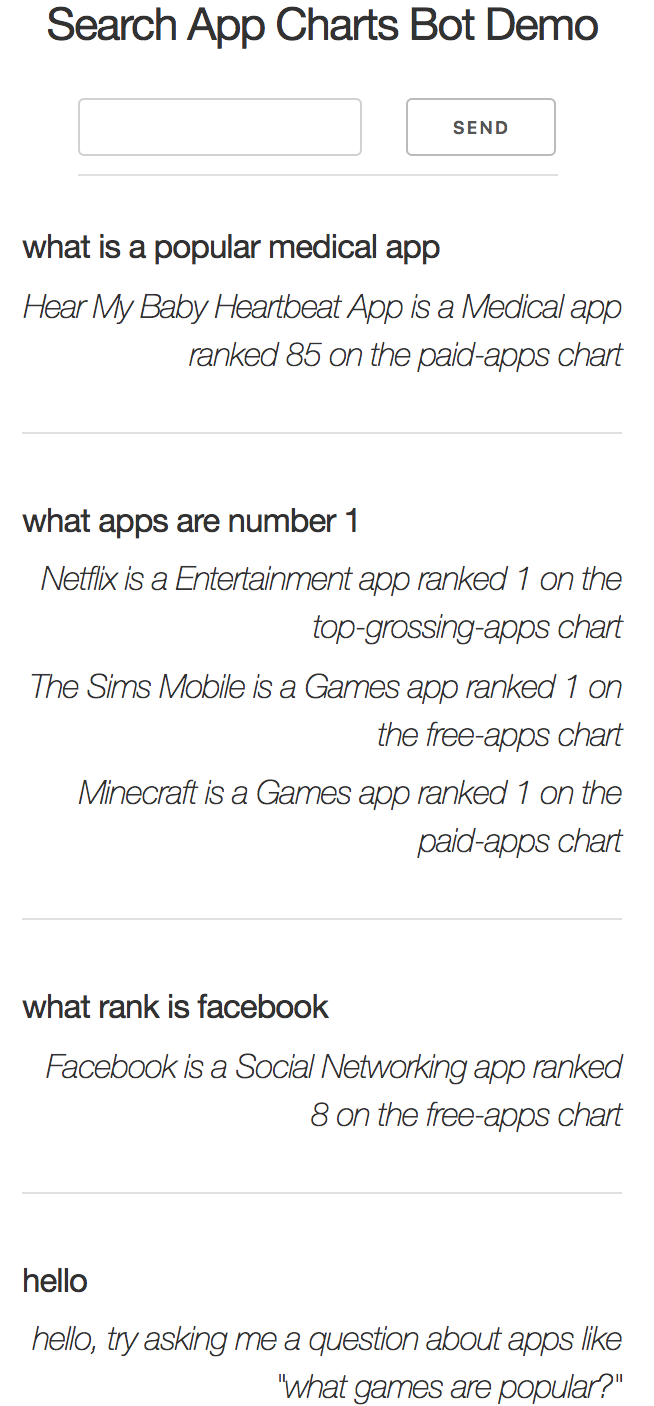 Search App Charts Bot Demo
SEND
what is a popular medical app
Hear My Baby Heartbeat App is a Medical app
ranked 85 on the paid-apps chart
what apps are number 1
Netflix is a Entertainment app ranked 1 on the
top-grossing-apps chart
The Sims Mobile is a Games app ranked 1 on
the free-apps chart
Minecraft is a Games app ranked 1 on the
paid-apps chart
what rank is facebook
Facebook is a Social Networking app ranked
8 on the free-apps chart
hello
hello, try asking me a question about apps like
"what games are popular?"